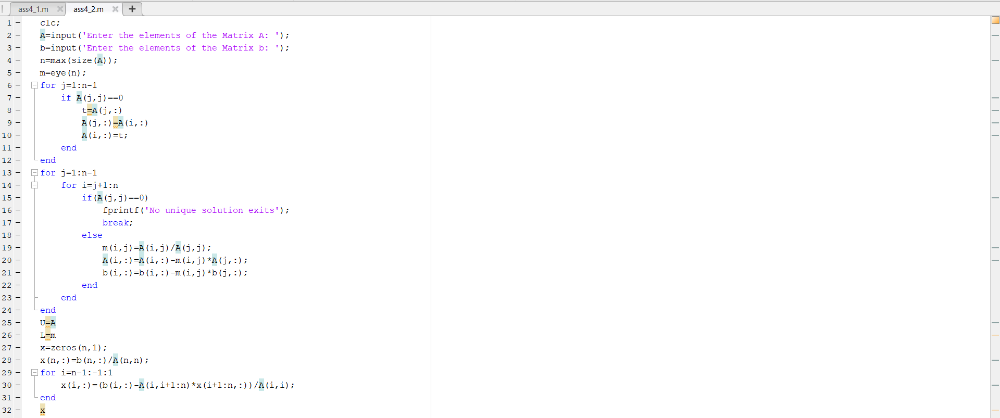 ass4_1.m ass4_2.m
1 clc;
2 A=input('Enter the elements of the Matrix A: ');
3 b=input('Enter the elements of the Matrix b: ');
4 n=max(size(A));
5 m=eye(n);
6 for j=1:n-1
7 if A(j,j)==0
8 t=A(j,:)
9 A(j,:)=A(i,:)
10 A(i,:)=t;
11 end
12 end
13 for j=1:n-1
14 for i=j+1:n
15 if(A(j,j)==0)
16 fprintf('No unique solution exits');
17 break;
18 else
19 m(i,j)=A(i,j)/A(j,j);
20 A(i,:)=A(i,:)-m(i,j)*A(j,:);
21 b(i,:)=b(i,:)-m(i,j)*b(j,:);
22 end
23 end
24 end
25 U=A
26 L=m
27 x=zeros(n,1);
28 x(n,:)=b(n,:)/A(n,n);
29 for i=n-1:-1:1
30 x(i,:)=(b(i,:)-A(i,i+1:n)*x(i+1:n,:))/A(i,i);
31 end
32 x